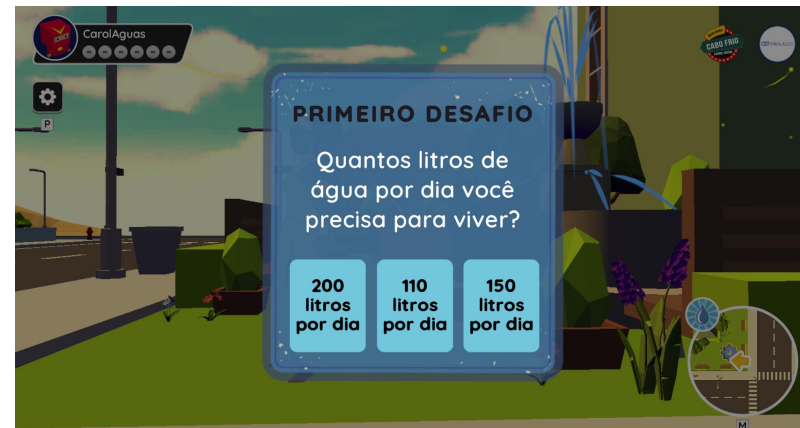 CarolAguas
CABO FRIO
P
PRIMEIRO DESAFIO
Quantos litros de
água por dia você
precisa para viver?
200
litros
por dia
110
litros
por dia
150
litros
por dia
M